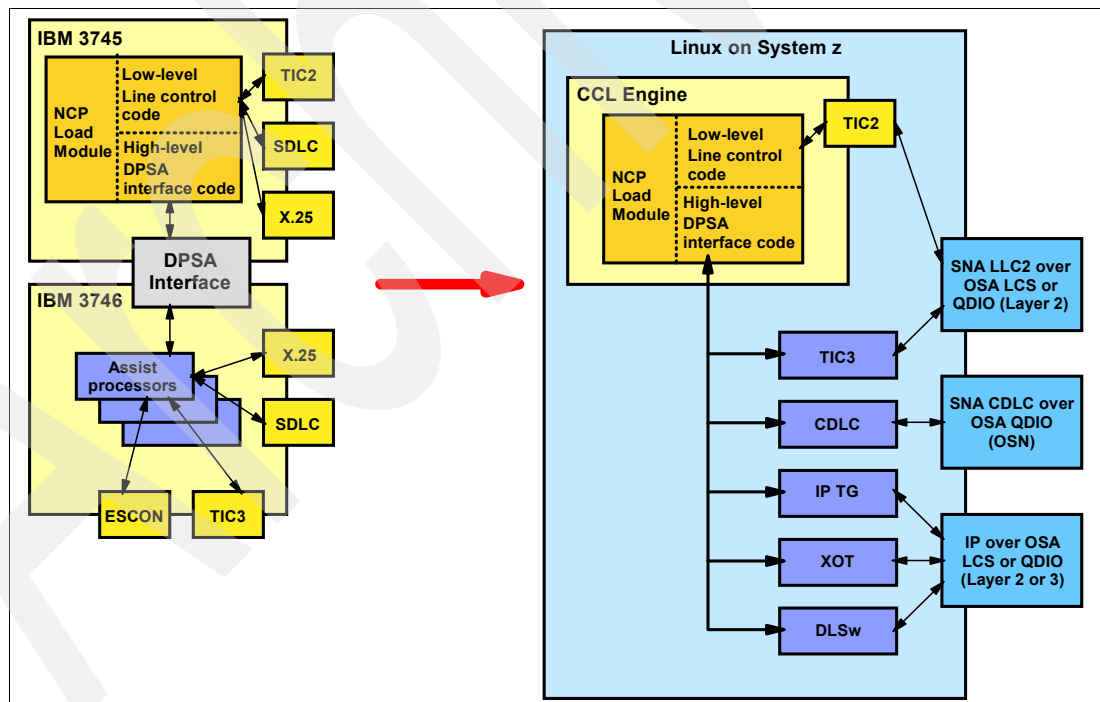 IBM 3745
NCP
Load
Module
Low-level
Line control
code
High-level
DPSA
interface code
TIC2
SDLC
X.25
DPSA
Interface
IBM 3746
Assist
processors
X.25
SDLC
ESCON
TIC3
Linux on System z
CCL Engine
NCP
Load
Module
Low-level
Line control
code
High-level
DPSA
interface code
TIC2
TIC3
CDLC
IP TG
XOT
DLSw
SNA LLC2 over
OSA LCS or
QDIO (Layer 2)
SNA CDLC over
OSA QDIO
(OSN)
IP over OSA
LCS or QDIO
(Layer 2 or 3)